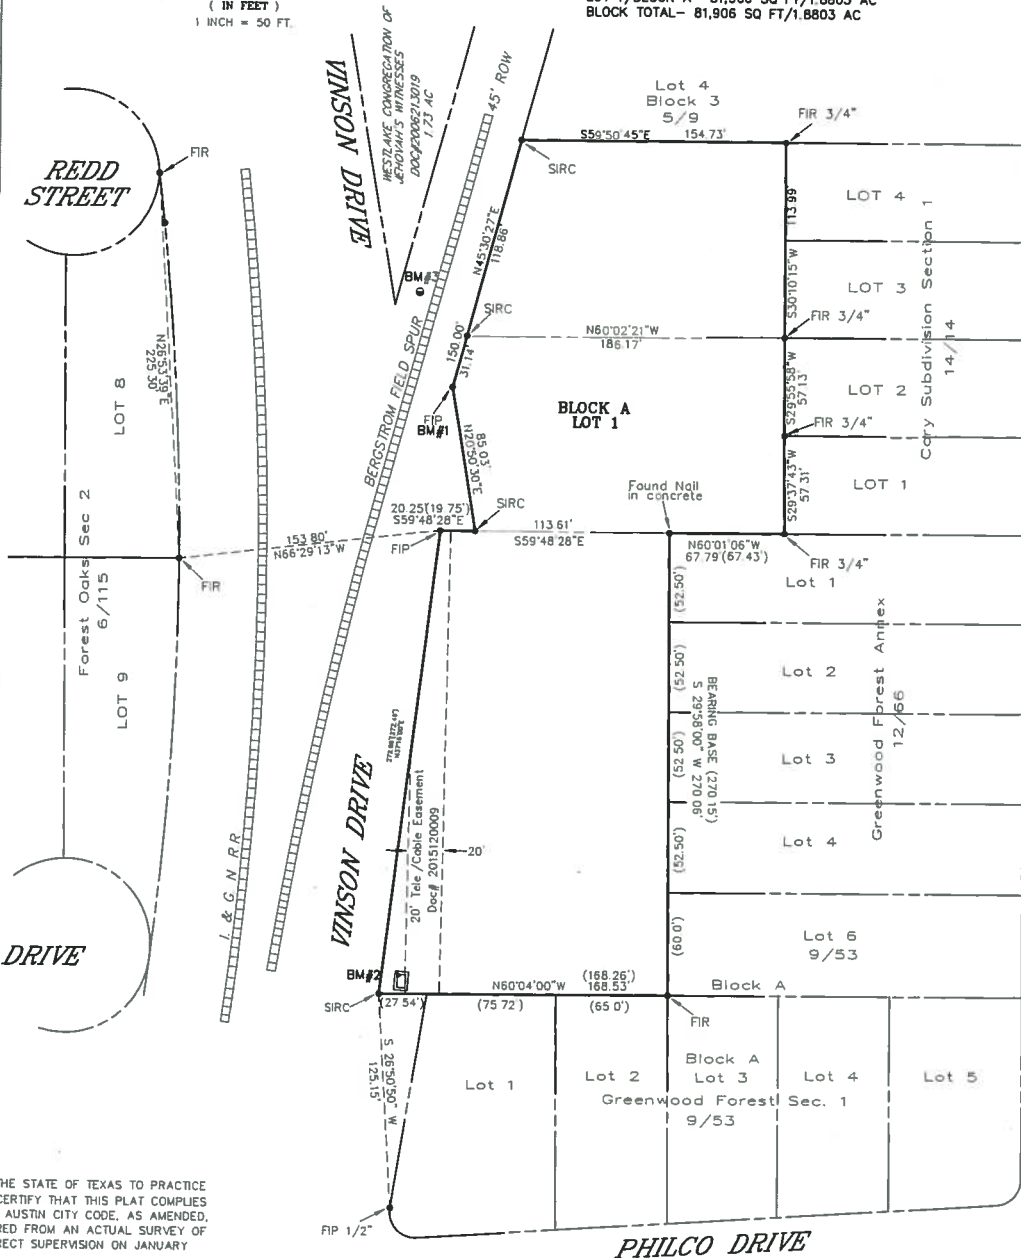 ( IN FEET )
1 INCH = 50 FT.
BLOCK TOTAL- 81,906 SQ FT/1.8803 AC
VINSON DRIVE
WESTLAKE CONGREGATION OF
JEHOVAH'S WITNESSES
DOC#2006213019
1.73 AC
45' ROW
Lot 4
Block 3
5/9
S59°50'45"E 154.73'
FIR 3/4"
SIRC
FIR
REDD
STREET
N45°30'27"E
118.86'
113.99'
S30°10'15"W
LOT 4
LOT 3
Cary Subdivision Section 1
14/14
BM#3
SIRC
FIR 3/4"
N60°02'21"W
186.17'
150.00'
31.14'
BERGSTROM FIELD SPUR
N26°53'39"E
225.30'
LOT 8
S29°55'58"W
57.13'
LOT 2
BLOCK A
LOT 1
FIP
BM#1
FIR 3/4"
85.03'
N20°50'30"E
S29°37'43"W
57.31'
LOT 1
Found Nail
in concrete
SIRC
20.25'(19.75')
S59°48'28"E
113.61'
S59°48'28"E
N60°01'06"W
67.79'(67.43')
FIR 3/4"
153.80'
N66°29'13"W
FIP
FIR
Forest Oaks Sec 2
6/115
LOT 9
Lot 1
(52.50')
Lot 2
(52.50')
Greenwood Forest Annex
12/66
BEARING BASE (270.15')
S 29°58'00" W 270.06'
Lot 3
(52.50')
Lot 4
(52.50')
VINSON DRIVE
20' Tele/Cable Easement
Doc# 2015120009
20'
I. & G N RR
(60.0')
Lot 6
9/53
DRIVE
BM#2
(168.26')
N60°04'00"W 168.53'
Block A
SIRC
(27.54')
(75.72')
(65.0')
FIR
S 26°50'50" W
125.15'
Lot 1
Lot 2
Block A
Lot 3
Lot 4
Lot 5
Greenwood Forest Sec. 1
9/53
HE STATE OF TEXAS TO PRACTICE
CERTIFY THAT THIS PLAT COMPLIES
AUSTIN CITY CODE, AS AMENDED,
RED FROM AN ACTUAL SURVEY OF
RECT SUPERVISION ON JANUARY
FIP 1/2"
PHILCO DRIVE